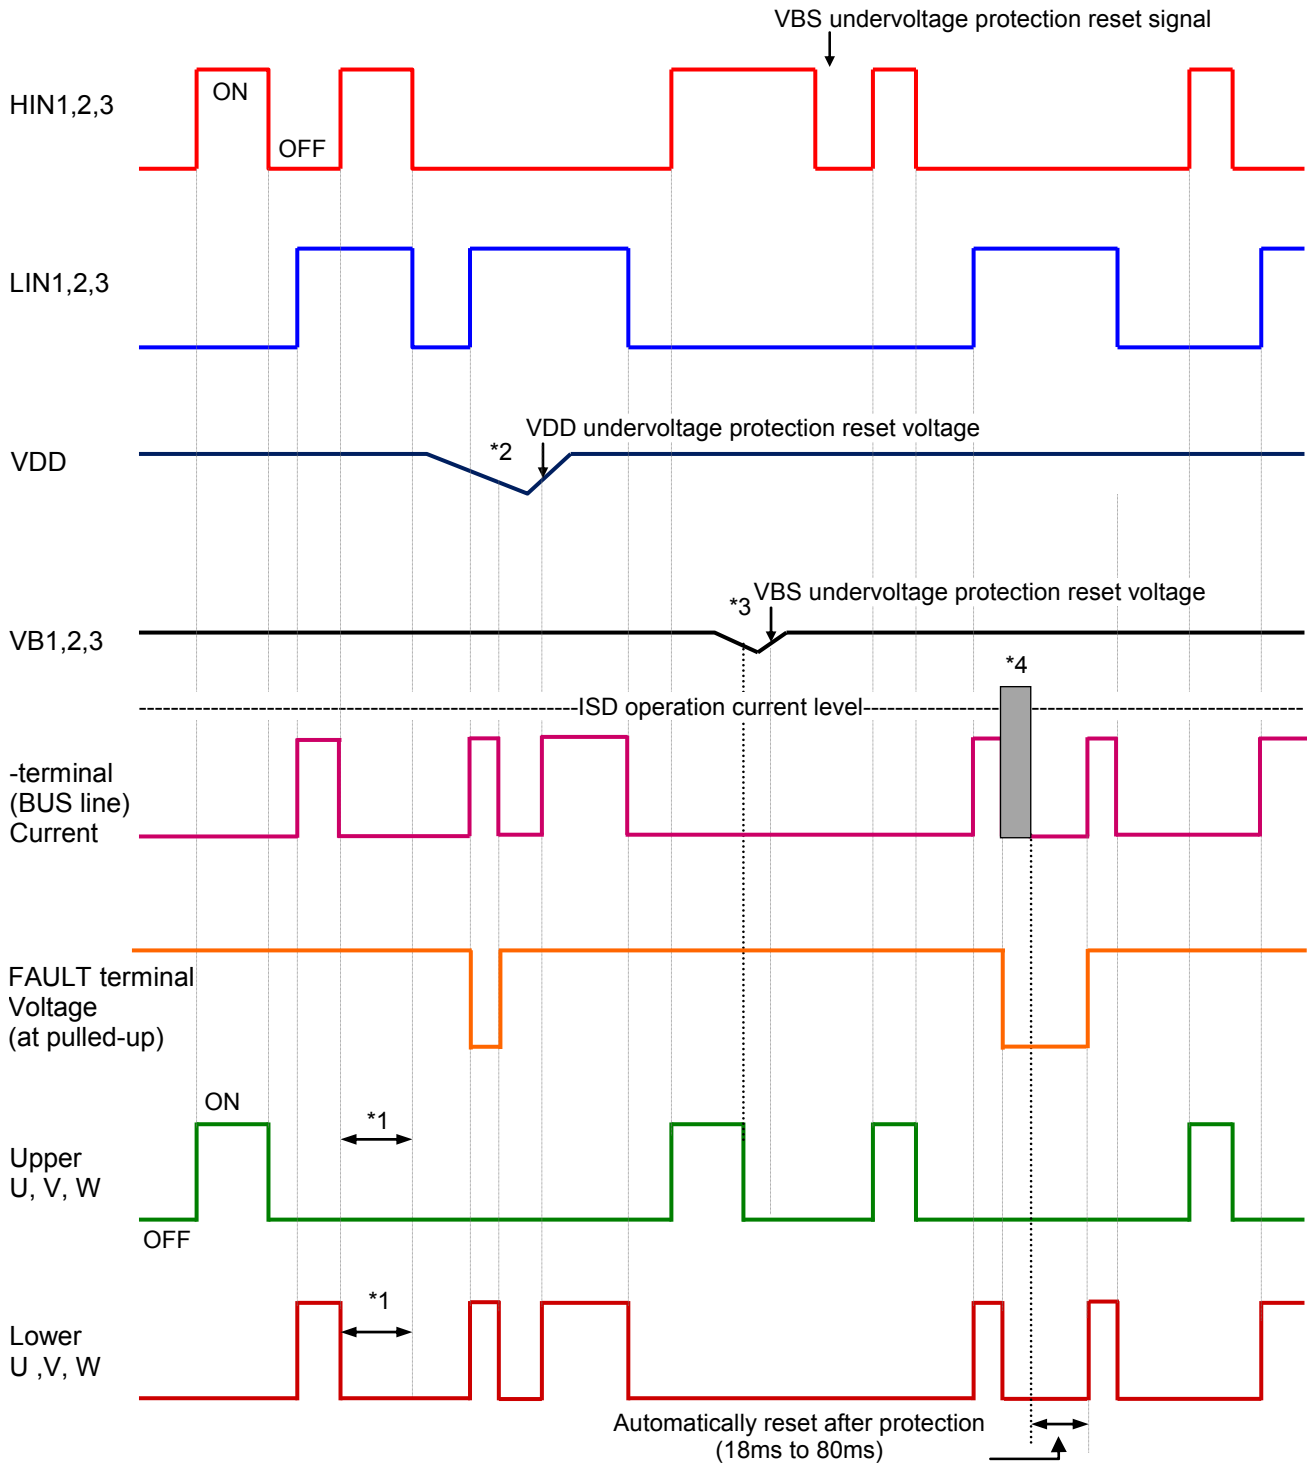 VBS undervoltage protection reset signal
HIN1,2,3
ON
OFF
LIN1,2,3
VDD undervoltage protection reset voltage
*2
VDD
VBS undervoltage protection reset voltage
*3
VB1,2,3
*4
ISD operation current level
-terminal
(BUS line)
Current
FAULT terminal
Voltage
(at pulled-up)
ON
*1
Upper
U, V, W
OFF
*1
Lower
U ,V, W
Automatically reset after protection
(18ms to 80ms)